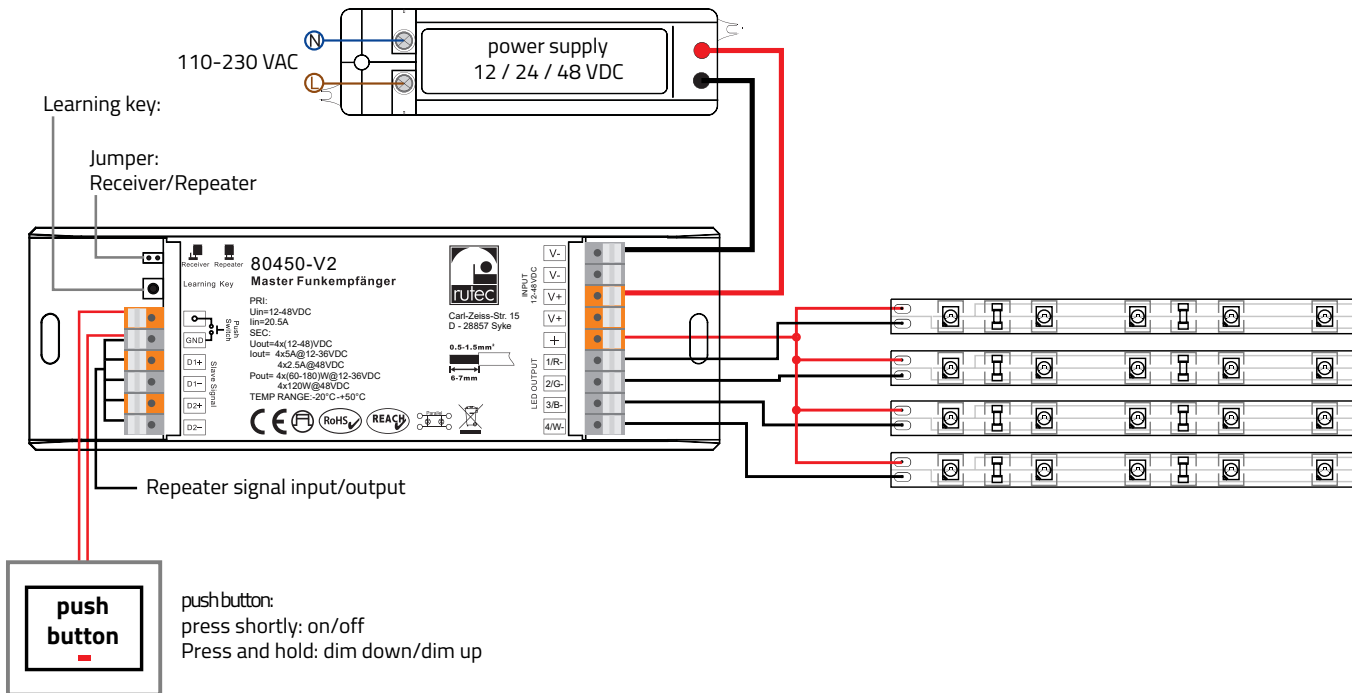 N
110-230 VAC
L
power supply
12 / 24 / 48 VDC
Learning key:
Jumper:
Receiver/Repeater
Receiver Repeater
Learning Key
80450-V2
Master Funkempfänger
PRI:
Uin=12-48VDC
Iin=20.5A
SEC:
Uout=4x(12-48)VDC
Iout= 4x5A@12-36VDC
4x2.5A@48VDC
Pout= 4x(60-180)W@12-36VDC
4x120W@48VDC
TEMP RANGE:-20°C-+50°C
CE RoHS REACH Parallel
Push
Switch
GND
Slave Signal
D1+
D1−
D2+
D2−
rutec
Carl-Zeiss-Str. 15
D - 28857 Syke
0.5-1.5mm²
6-7mm
INPUT
12-48VDC
V-
V-
V+
V+
+
LED OUTPUT
1/R-
2/G-
3/B-
4/W-
Repeater signal input/output
push
button
push button:
press shortly: on/off
Press and hold: dim down/dim up